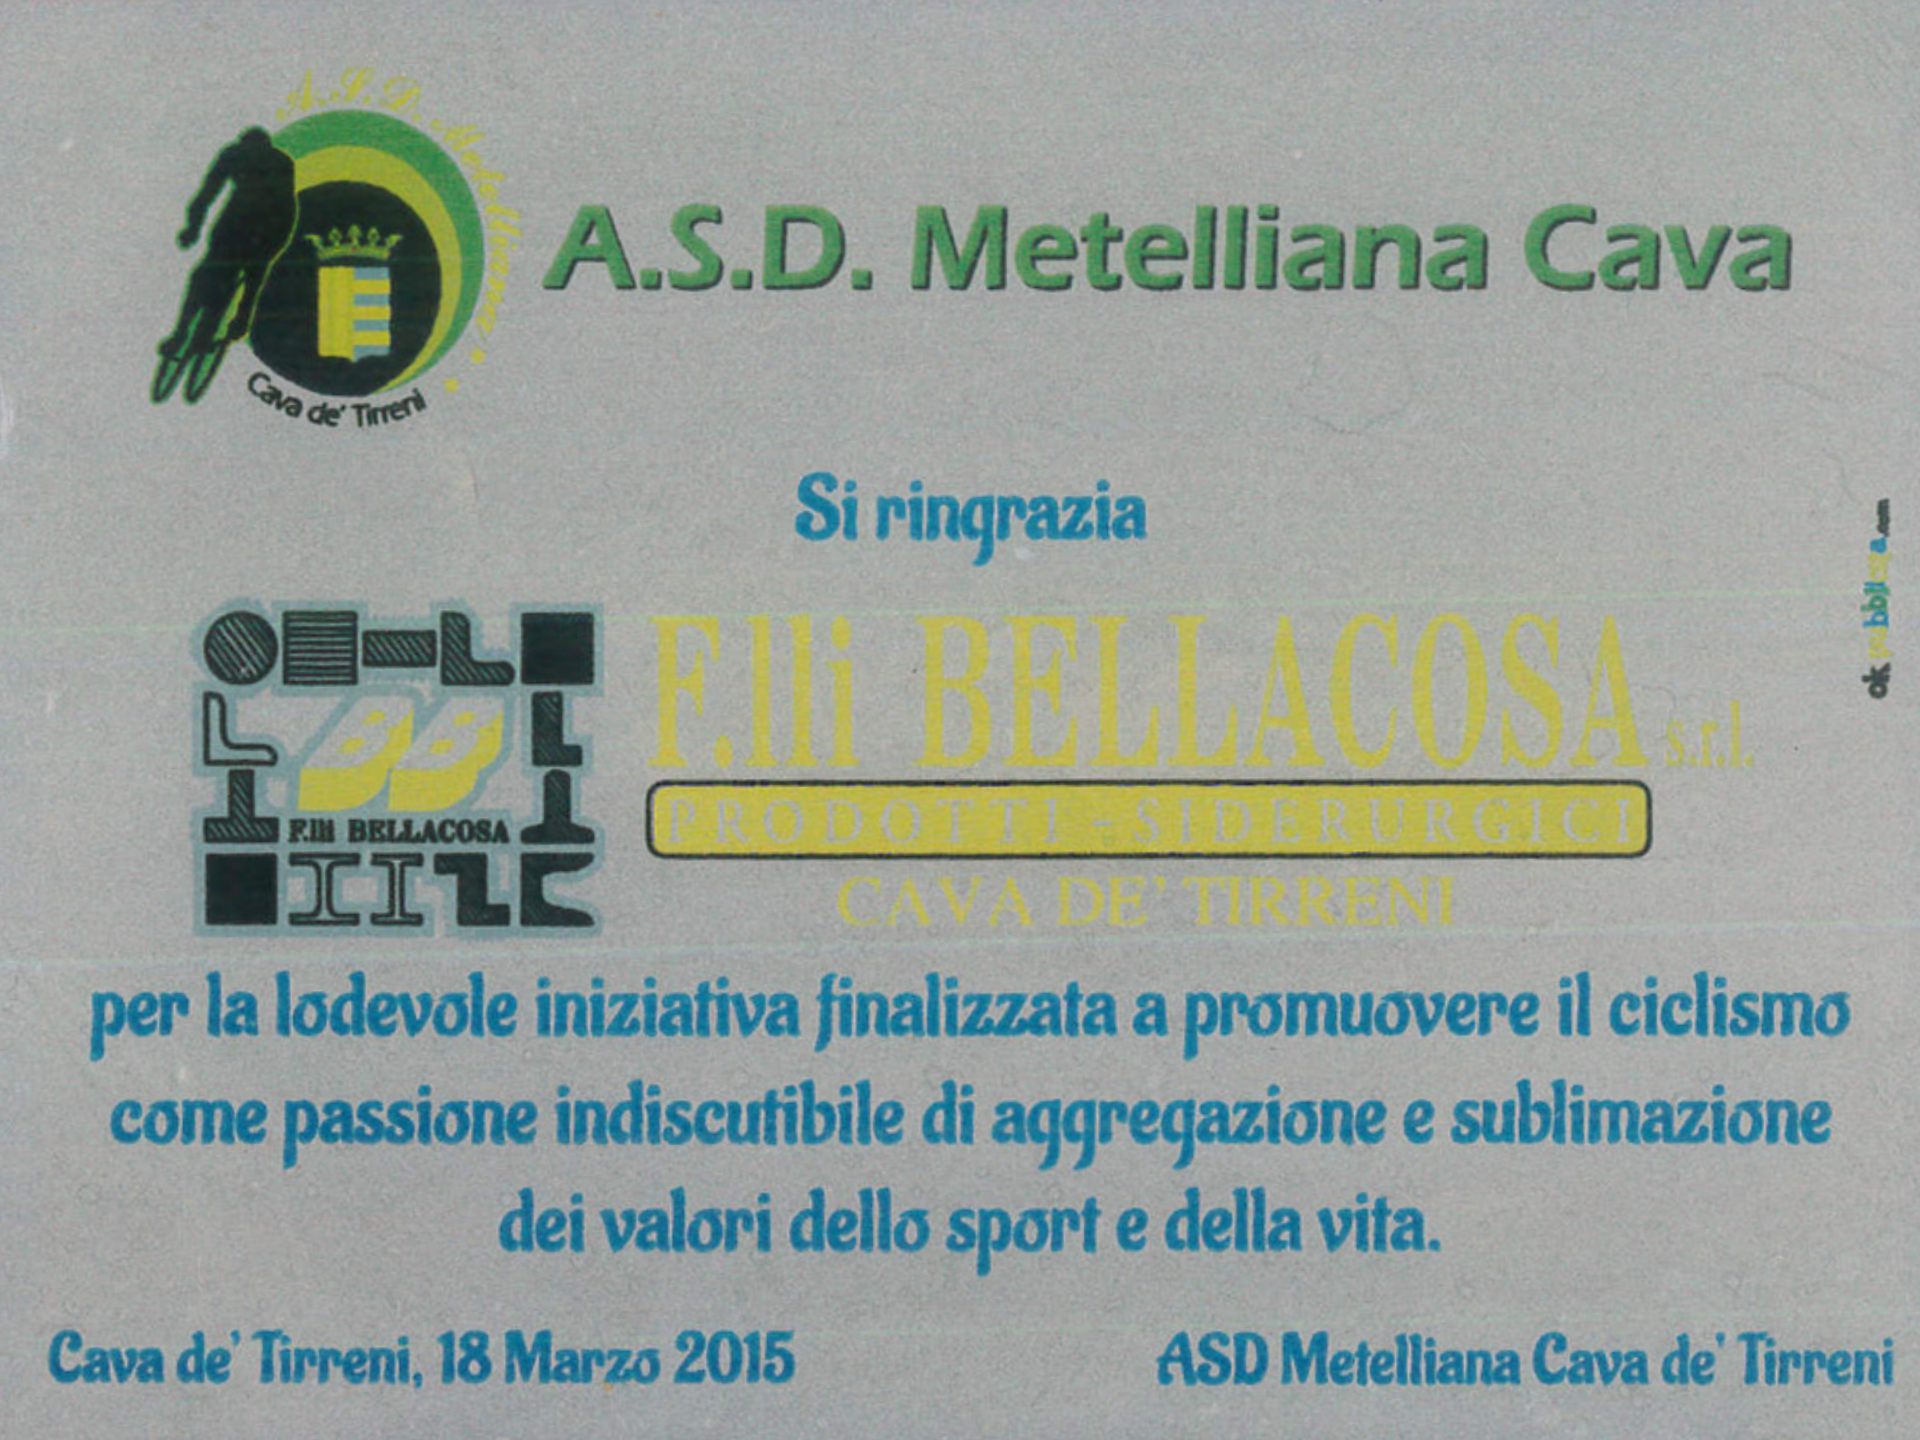 A.S.D. Metelliana
Cava de' Tirreni
A.S.D. Metelliana Cava
Si ringrazia
F.lli BELLACOSA
F.lli BELLACOSA s.r.l.
PRODOTTI - SIDERURGICI
CAVA DE' TIRRENI
per la lodevole iniziativa finalizzata a promuovere il ciclismo
come passione indiscutibile di aggregazione e sublimazione
dei valori dello sport e della vita.
Cava de' Tirreni, 18 Marzo 2015
ASD Metelliana Cava de' Tirreni
okpubblicita.com